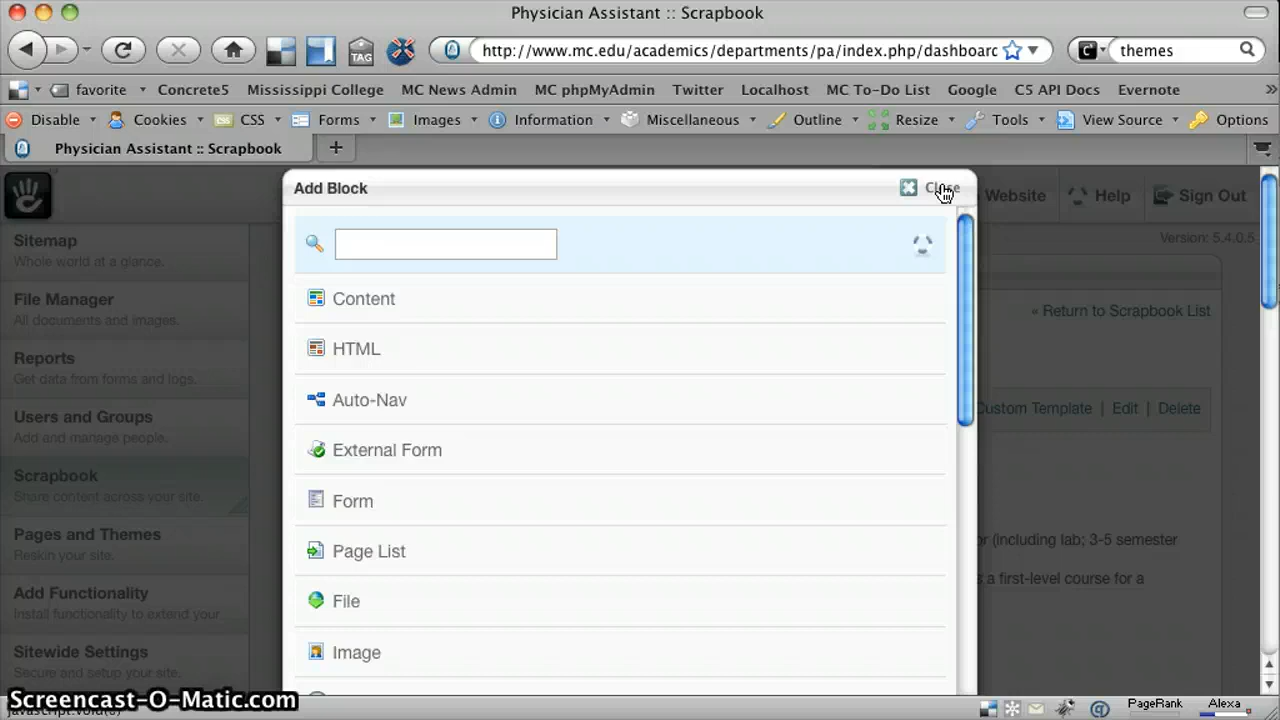 Physician Assistant :: Scrapbook
TAG
http://www.mc.edu/academics/departments/pa/index.php/dashboarc
themes
favorite Concrete5 Mississippi College MC News Admin MC phpMyAdmin Twitter Localhost MC To-Do List Google C5 API Docs Evernote »
Disable Cookies CSS Forms Images Information Miscellaneous Outline Resize Tools View Source Options
Physician Assistant :: Scrapbook
Add Block
Close
Website Help Sign Out
Version: 5.4.0.5
Sitemap
Whole world at a glance.
File Manager
All documents and images.
Reports
Get data from forms and logs.
Users and Groups
Add and manage people.
Scrapbook
Share content across your site.
Pages and Themes
Reskin your site.
Add Functionality
Install functionality to extend your
Sitewide Settings
Secure and setup your site.
Content
HTML
Auto-Nav
External Form
Form
Page List
File
Image
« Return to Scrapbook List
Custom Template | Edit | Delete
or (including lab; 3-5 semester
s a first-level course for a
Screencast-O-Matic.com
PageRank Alexa